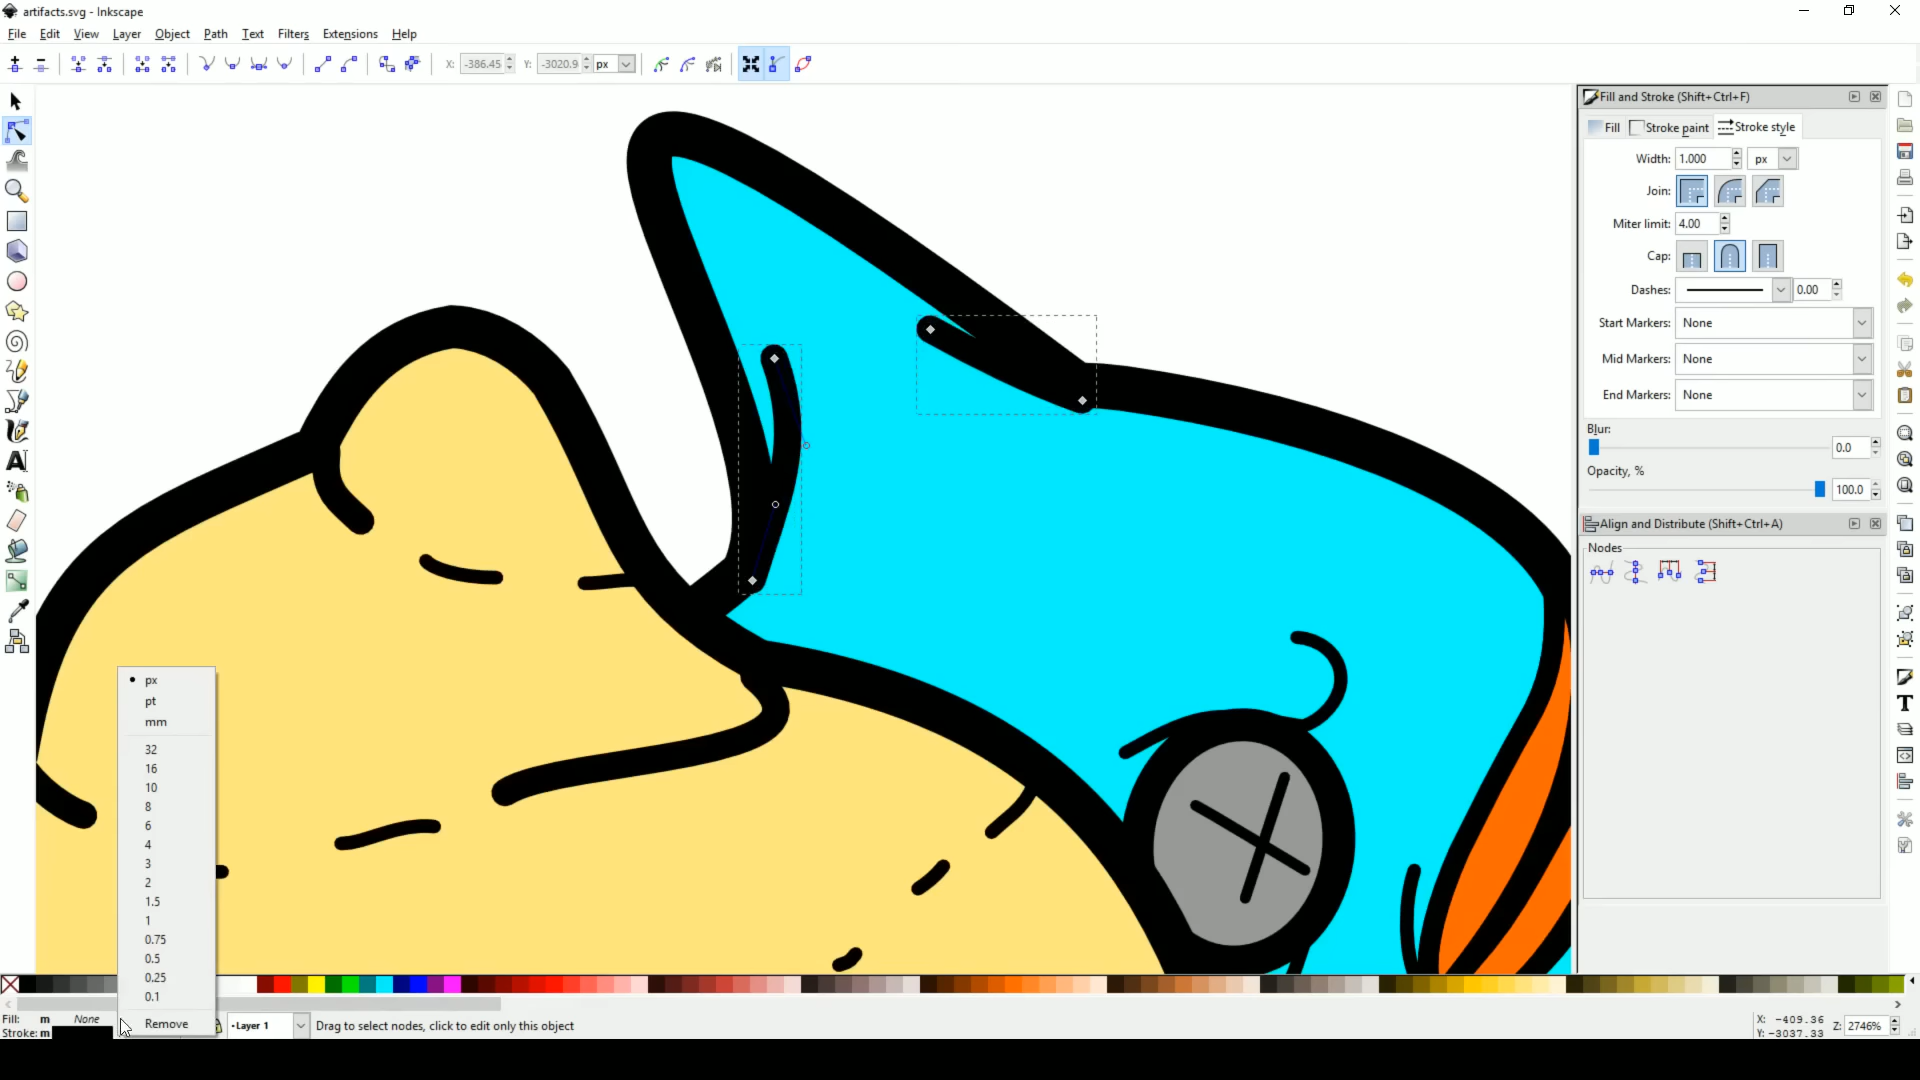 artifacts.svg - Inkscape
File Edit View Layer Object Path Text Filters Extensions Help
X: -386.45 Y: -3020.9 px
Fill and Stroke (Shift+Ctrl+F)
Fill Stroke paint Stroke style
Width: 1.000 px
Join:
Miter limit: 4.00
Cap:
Dashes: 0.00
Start Markers: None
Mid Markers: None
End Markers: None
Blur:
0.0
Opacity, %
100.0
Align and Distribute (Shift+Ctrl+A)
Nodes
px
pt
mm
32
16
10
8
6
4
3
2
1.5
1
0.75
0.5
0.25
0.1
Remove
Fill: m None
Stroke: m
-Layer 1
Drag to select nodes, click to edit only this object
X: -409.36
Y: -3037.33
Z: 2746%